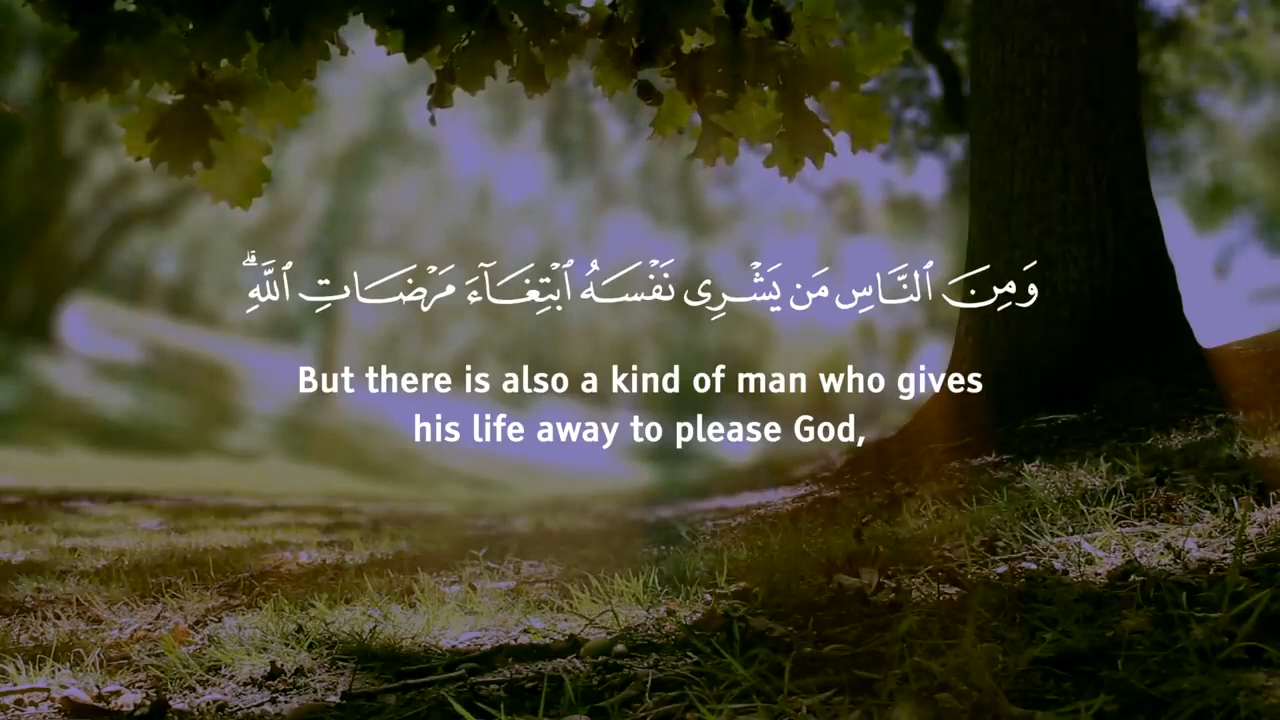 وَمِنَ ٱلنَّاسِ مَن يَشْرِى نَفْسَهُ ٱبْتِغَآءَ مَرْضَاتِ ٱللَّهِ ۗ
But there is also a kind of man who gives
his life away to please God,